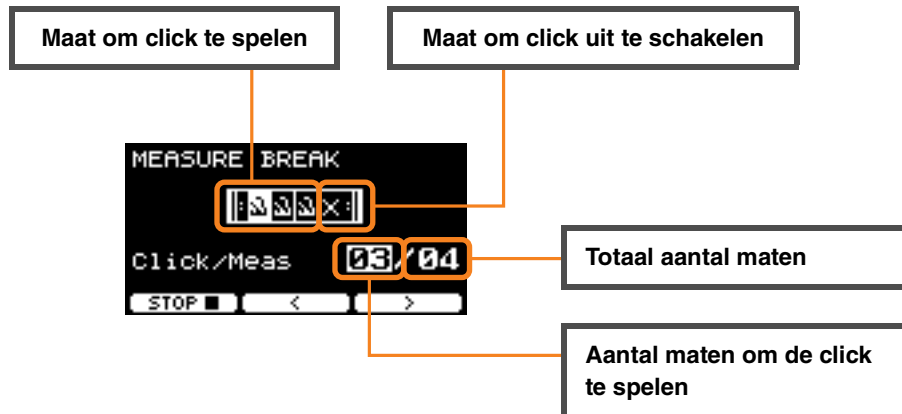 Maat om click te spelen
Maat om click uit te schakelen
MEASURE BREAK
Click/Meas 03/04
STOP ■ < >
Totaal aantal maten
Aantal maten om de click
te spelen